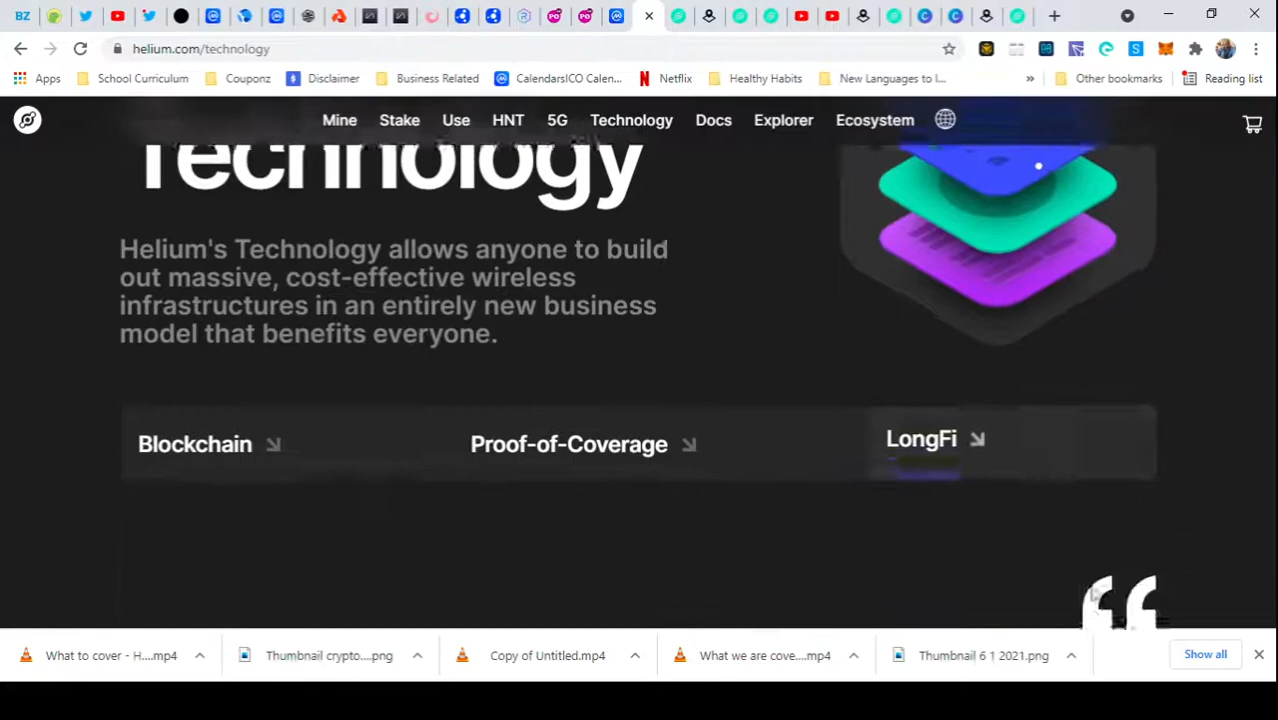 BZ
helium.com/technology
Apps School Curriculum Couponz Disclaimer Business Related CalendarsICO Calen... Netflix Healthy Habits New Languages to l... » Other bookmarks Reading list
Mine Stake Use HNT 5G Technology Docs Explorer Ecosystem
Technology
Helium's Technology allows anyone to build
out massive, cost-effective wireless
infrastructures in an entirely new business
model that benefits everyone.
Blockchain Proof-of-Coverage LongFi
“
What to cover - H....mp4 Thumbnail crypto....png Copy of Untitled.mp4 What we are cove....mp4 Thumbnail 6 1 2021.png Show all